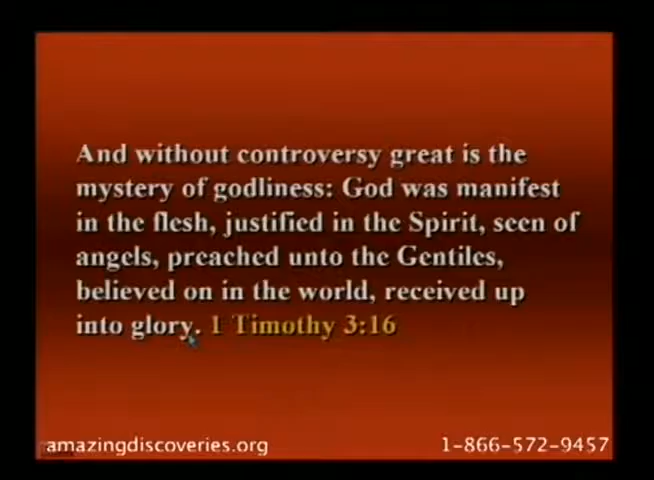 And without controversy great is the
mystery of godliness: God was manifest
in the flesh, justified in the Spirit, seen of
angels, preached unto the Gentiles,
believed on in the world, received up
into glory. 1 Timothy 3:16
amazingdiscoveries.org 1-866-572-9457